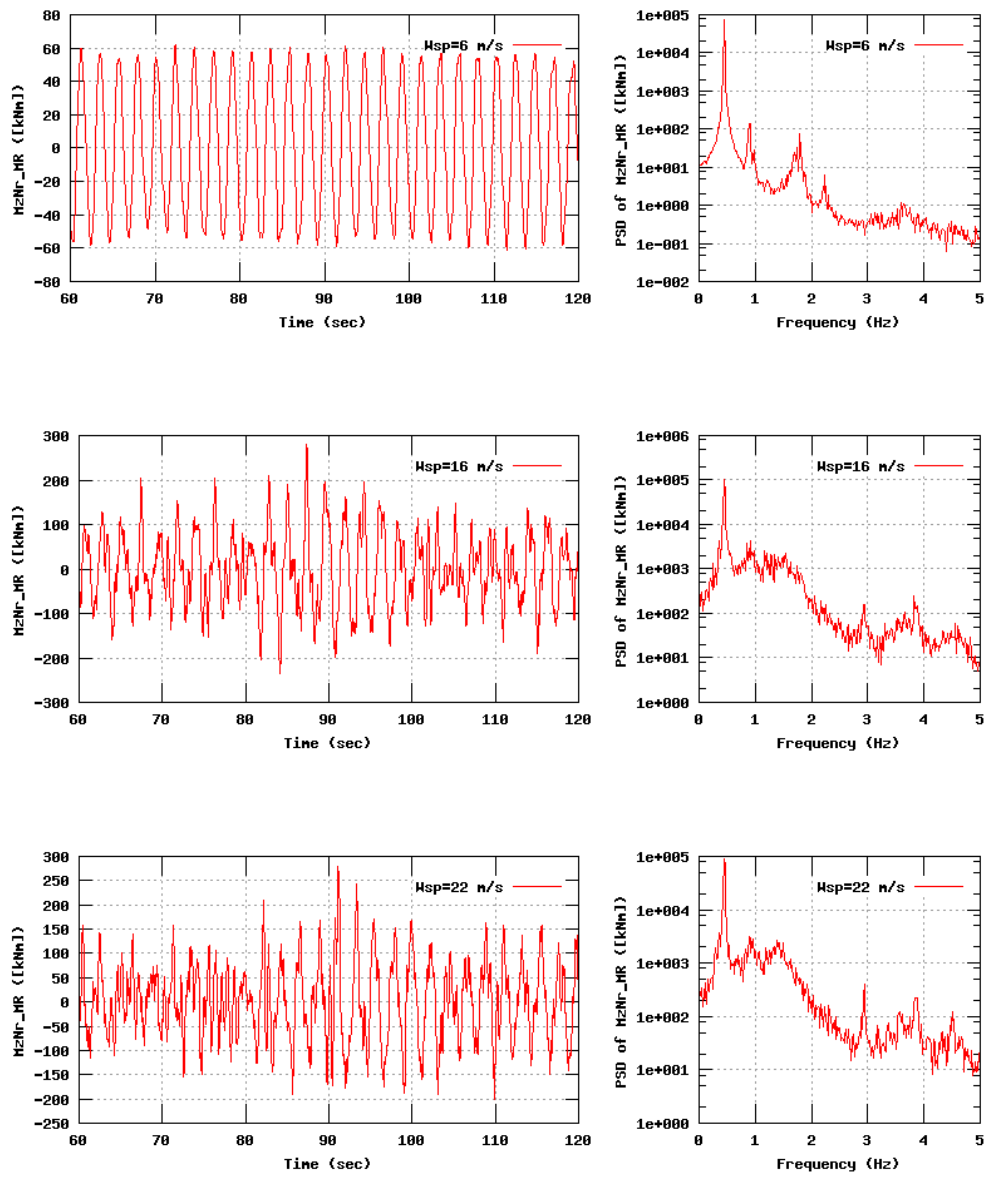 Wsp=6 m/s
MzNr_MR ([kNm])
80
60
40
20
0
-20
-40
-60
-80
60 70 80 90 100 110 120
Time (sec)
Wsp=6 m/s
PSD of MzNr_MR ([kNm])
1e+005
1e+004
1e+003
1e+002
1e+001
1e+000
1e-001
1e-002
0 1 2 3 4 5
Frequency (Hz)
Wsp=16 m/s
MzNr_MR ([kNm])
300
200
100
0
-100
-200
-300
60 70 80 90 100 110 120
Time (sec)
Wsp=16 m/s
PSD of MzNr_MR ([kNm])
1e+006
1e+005
1e+004
1e+003
1e+002
1e+001
1e+000
0 1 2 3 4 5
Frequency (Hz)
Wsp=22 m/s
MzNr_MR ([kNm])
300
250
200
150
100
50
0
-50
-100
-150
-200
-250
60 70 80 90 100 110 120
Time (sec)
Wsp=22 m/s
PSD of MzNr_MR ([kNm])
1e+005
1e+004
1e+003
1e+002
1e+001
1e+000
0 1 2 3 4 5
Frequency (Hz)